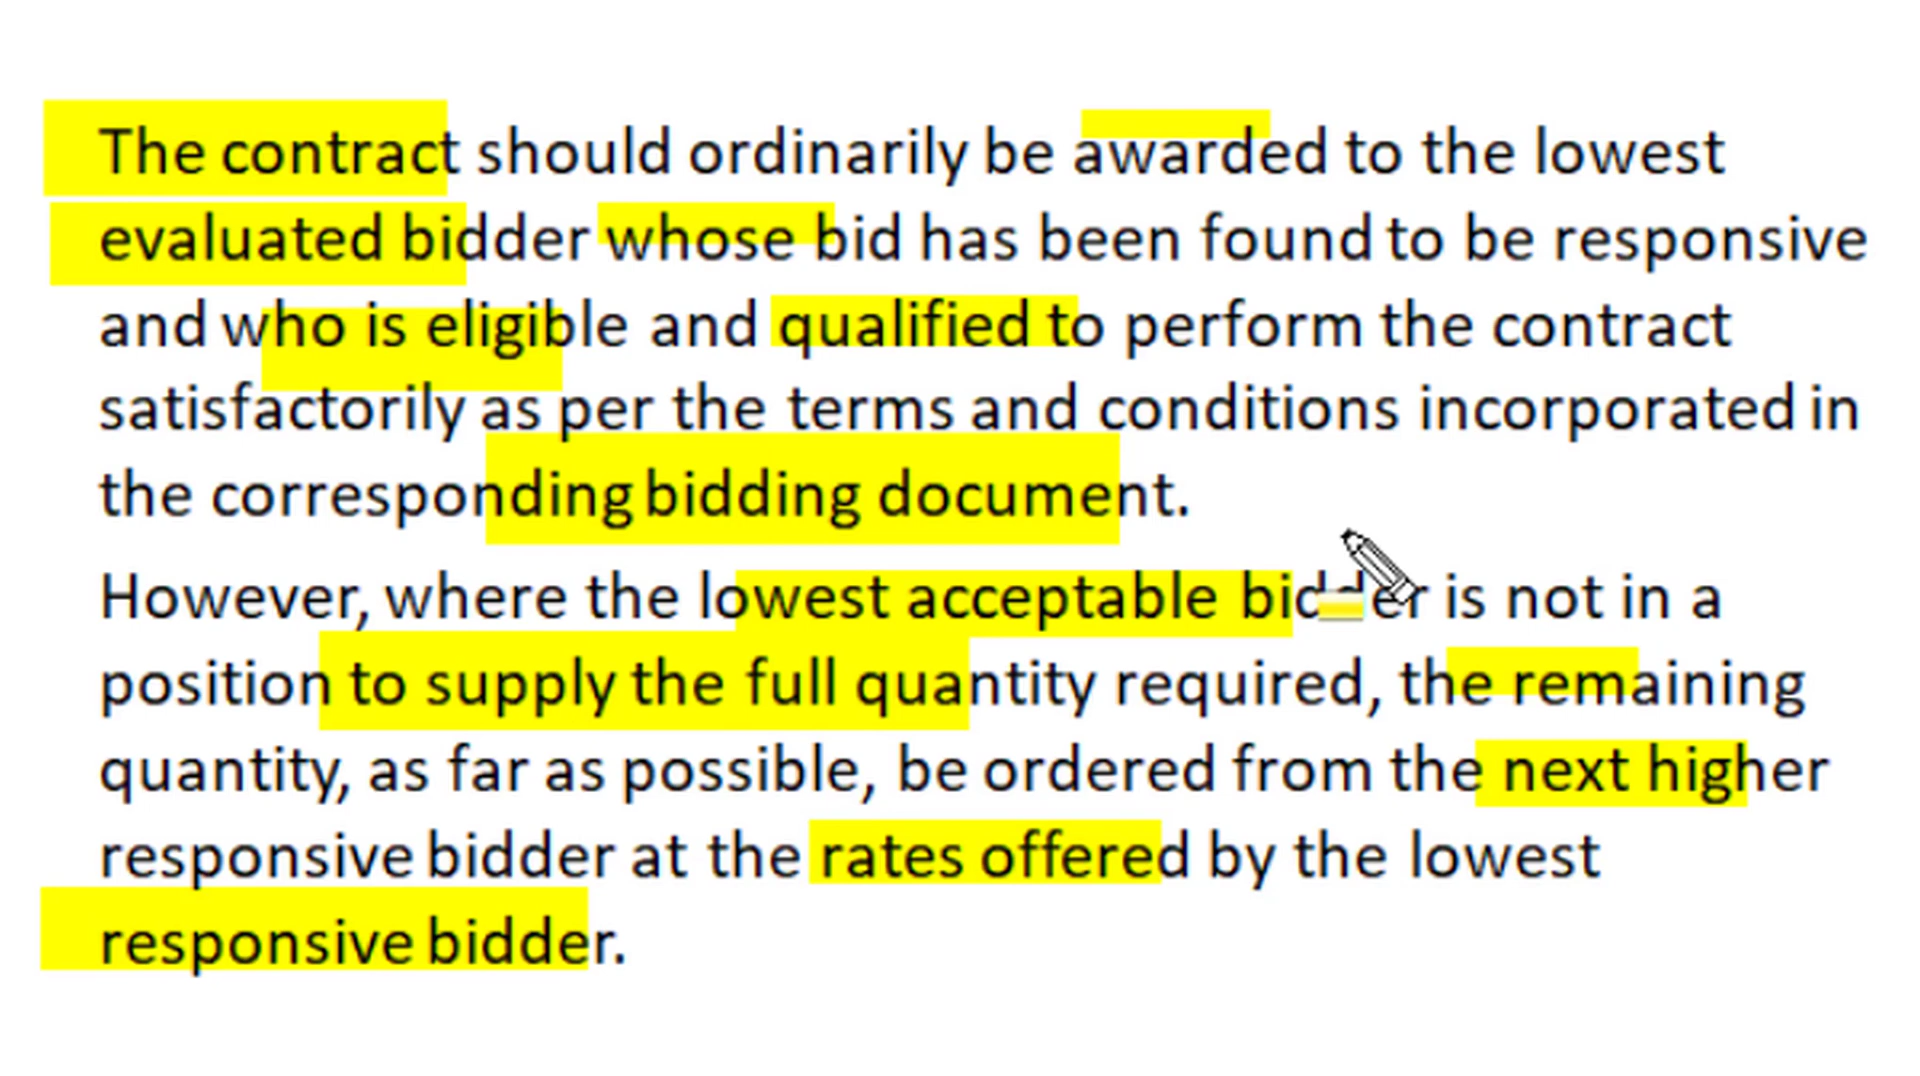 The contract should ordinarily be awarded to the lowest
evaluated bidder whose bid has been found to be responsive
and who is eligible and qualified to perform the contract
satisfactorily as per the terms and conditions incorporated in
the corresponding bidding document.
However, where the lowest acceptable bidder is not in a
position to supply the full quantity required, the remaining
quantity, as far as possible, be ordered from the next higher
responsive bidder at the rates offered by the lowest
responsive bidder.